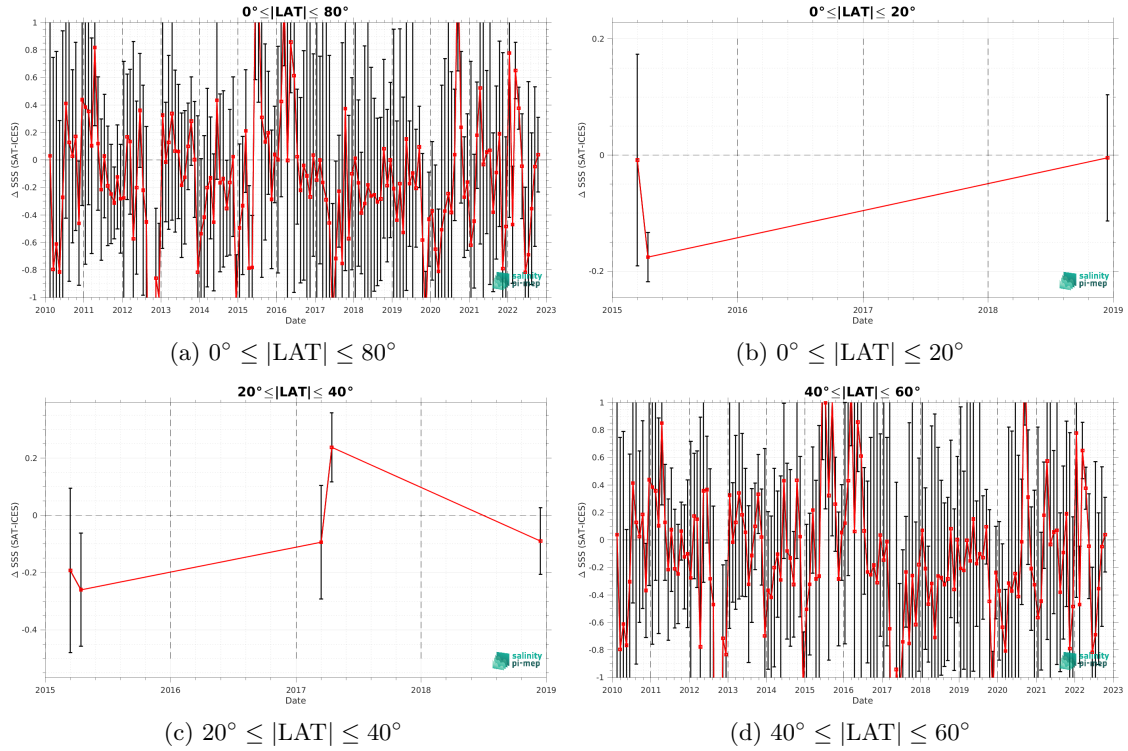 0°≤|LAT|≤ 80°
Δ SSS (SAT-ICES)
1
0.8
0.6
0.4
0.2
0
-0.2
-0.4
-0.6
-0.8
-1
2010 2011 2012 2013 2014 2015 2016 2017 2018 2019 2020 2021 2022 2023
Date
salinity
pi-mep
(a) 0° ≤ |LAT| ≤ 80°
0°≤|LAT|≤ 20°
Δ SSS (SAT-ICES)
0.2
0
-0.2
2015 2016 2017 2018 2019
Date
salinity
pi-mep
(b) 0° ≤ |LAT| ≤ 20°
20°≤|LAT|≤ 40°
Δ SSS (SAT-ICES)
0.2
0
-0.2
-0.4
2015 2016 2017 2018 2019
Date
salinity
pi-mep
(c) 20° ≤ |LAT| ≤ 40°
40°≤|LAT|≤ 60°
Δ SSS (SAT-ICES)
1
0.8
0.6
0.4
0.2
0
-0.2
-0.4
-0.6
-0.8
-1
2010 2011 2012 2013 2014 2015 2016 2017 2018 2019 2020 2021 2022 2023
Date
salinity
pi-mep
(d) 40° ≤ |LAT| ≤ 60°